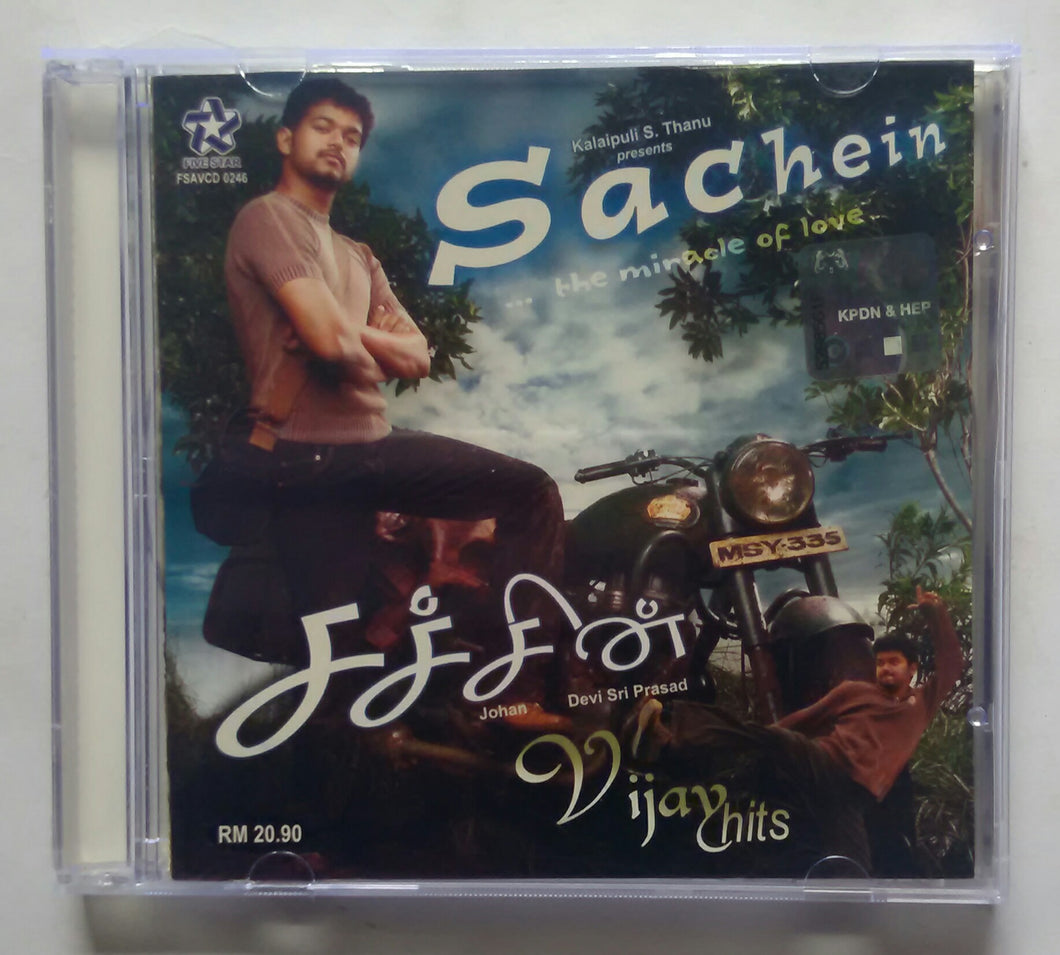 FIVE STAR
FSAVCD 0246
Kalaipuli S. Thanu
presents
Sachein
... the miracle of love
KPDN & HEP
MSY-335
சச்சின்
Johan Devi Sri Prasad
Vijay hits
RM 20.90